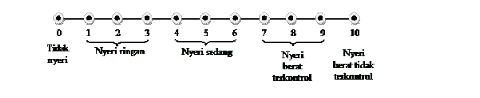 0 1 2 3 4 5 6 7 8 9 10
Tidak
nyeri
Nyeri ringan
Nyeri sedang
Nyeri
berat
terkontrol
Nyeri
berat tidak
terkontrol